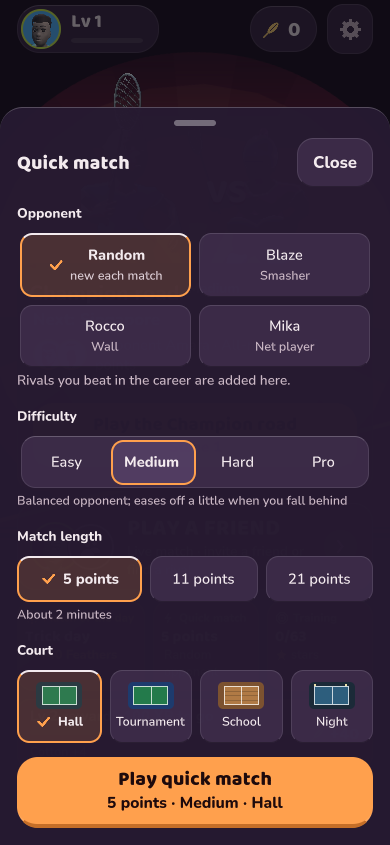 Lv 1
0
Quick match
Close
Opponent
Random
new each match
Blaze
Smasher
Rocco
Wall
Mika
Net player
Rivals you beat in the career are added here.
Difficulty
Easy
Medium
Hard
Pro
Balanced opponent; eases off a little when you fall behind
Match length
5 points
11 points
21 points
About 2 minutes
Court
Hall
Tournament
School
Night
Play quick match
5 points · Medium · Hall